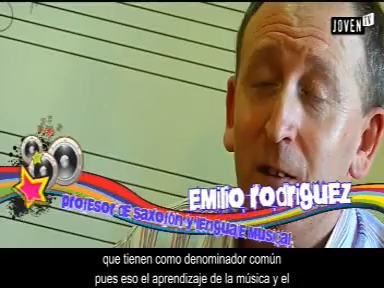 JOVEN TV
Emilio Rodriguez
PROFESOR DE SAXOFÓN Y LENGUAJE MUSICAL
que tienen como denominador común
pues eso el aprendizaje de la música y el